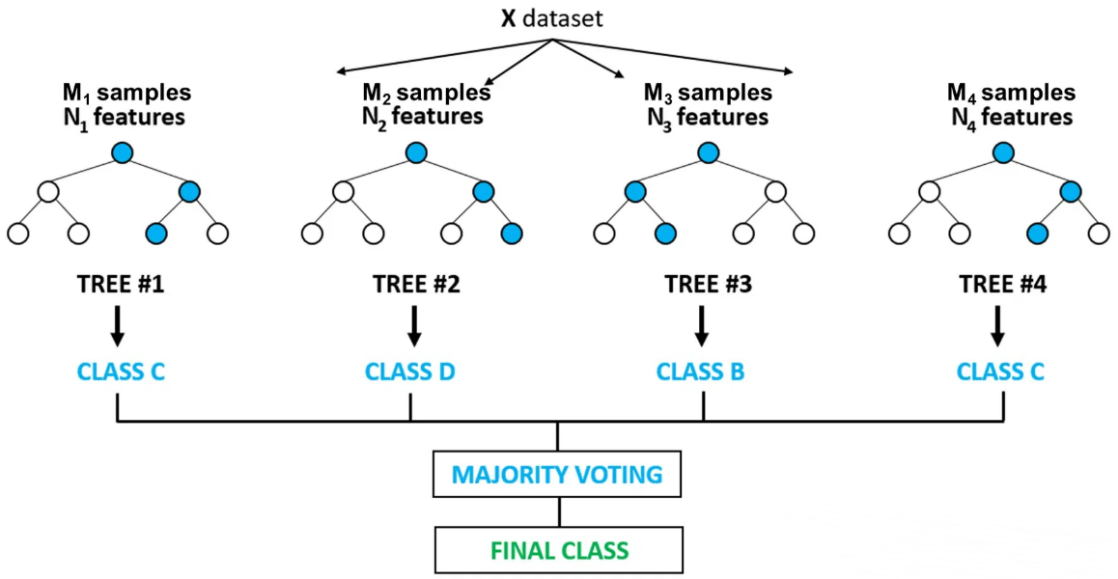 X dataset
M1 samples
N1 features
M2 samples
N2 features
M3 samples
N3 features
M4 samples
N4 features
TREE #1
TREE #2
TREE #3
TREE #4
CLASS C
CLASS D
CLASS B
CLASS C
MAJORITY VOTING
FINAL CLASS